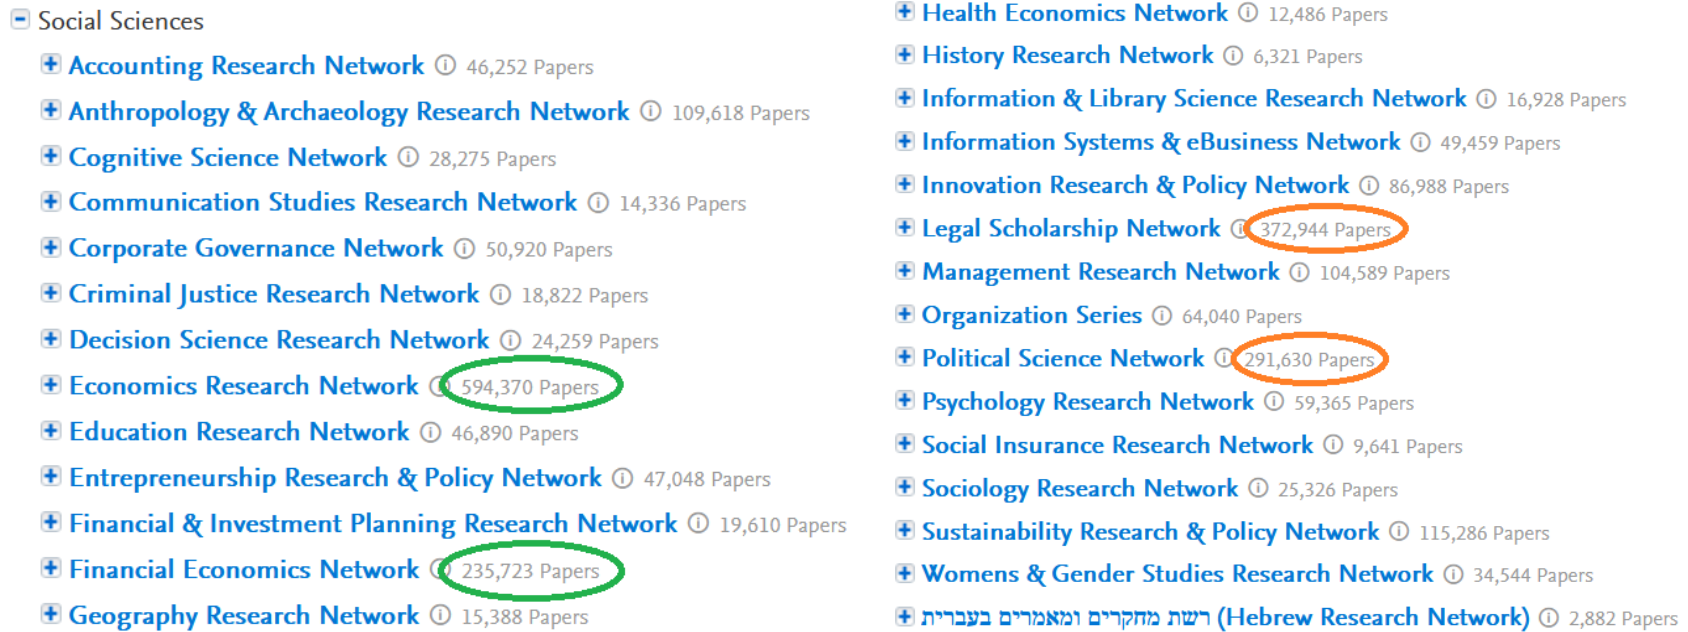 Social Sciences
Accounting Research Network 46,252 Papers
Anthropology & Archaeology Research Network 109,618 Papers
Cognitive Science Network 28,275 Papers
Communication Studies Research Network 14,336 Papers
Corporate Governance Network 50,920 Papers
Criminal Justice Research Network 18,822 Papers
Decision Science Research Network 24,259 Papers
Economics Research Network 594,370 Papers
Education Research Network 46,890 Papers
Entrepreneurship Research & Policy Network 47,048 Papers
Financial & Investment Planning Research Network 19,610 Papers
Financial Economics Network 235,723 Papers
Geography Research Network 15,388 Papers
Health Economics Network 12,486 Papers
History Research Network 6,321 Papers
Information & Library Science Research Network 16,928 Papers
Information Systems & eBusiness Network 49,459 Papers
Innovation Research & Policy Network 86,988 Papers
Legal Scholarship Network 372,944 Papers
Management Research Network 104,589 Papers
Organization Series 64,040 Papers
Political Science Network 291,630 Papers
Psychology Research Network 59,365 Papers
Social Insurance Research Network 9,641 Papers
Sociology Research Network 25,326 Papers
Sustainability Research & Policy Network 115,286 Papers
Womens & Gender Studies Research Network 34,544 Papers
רשת מחקרים ומאמרים בעברית (Hebrew Research Network) 2,882 Papers